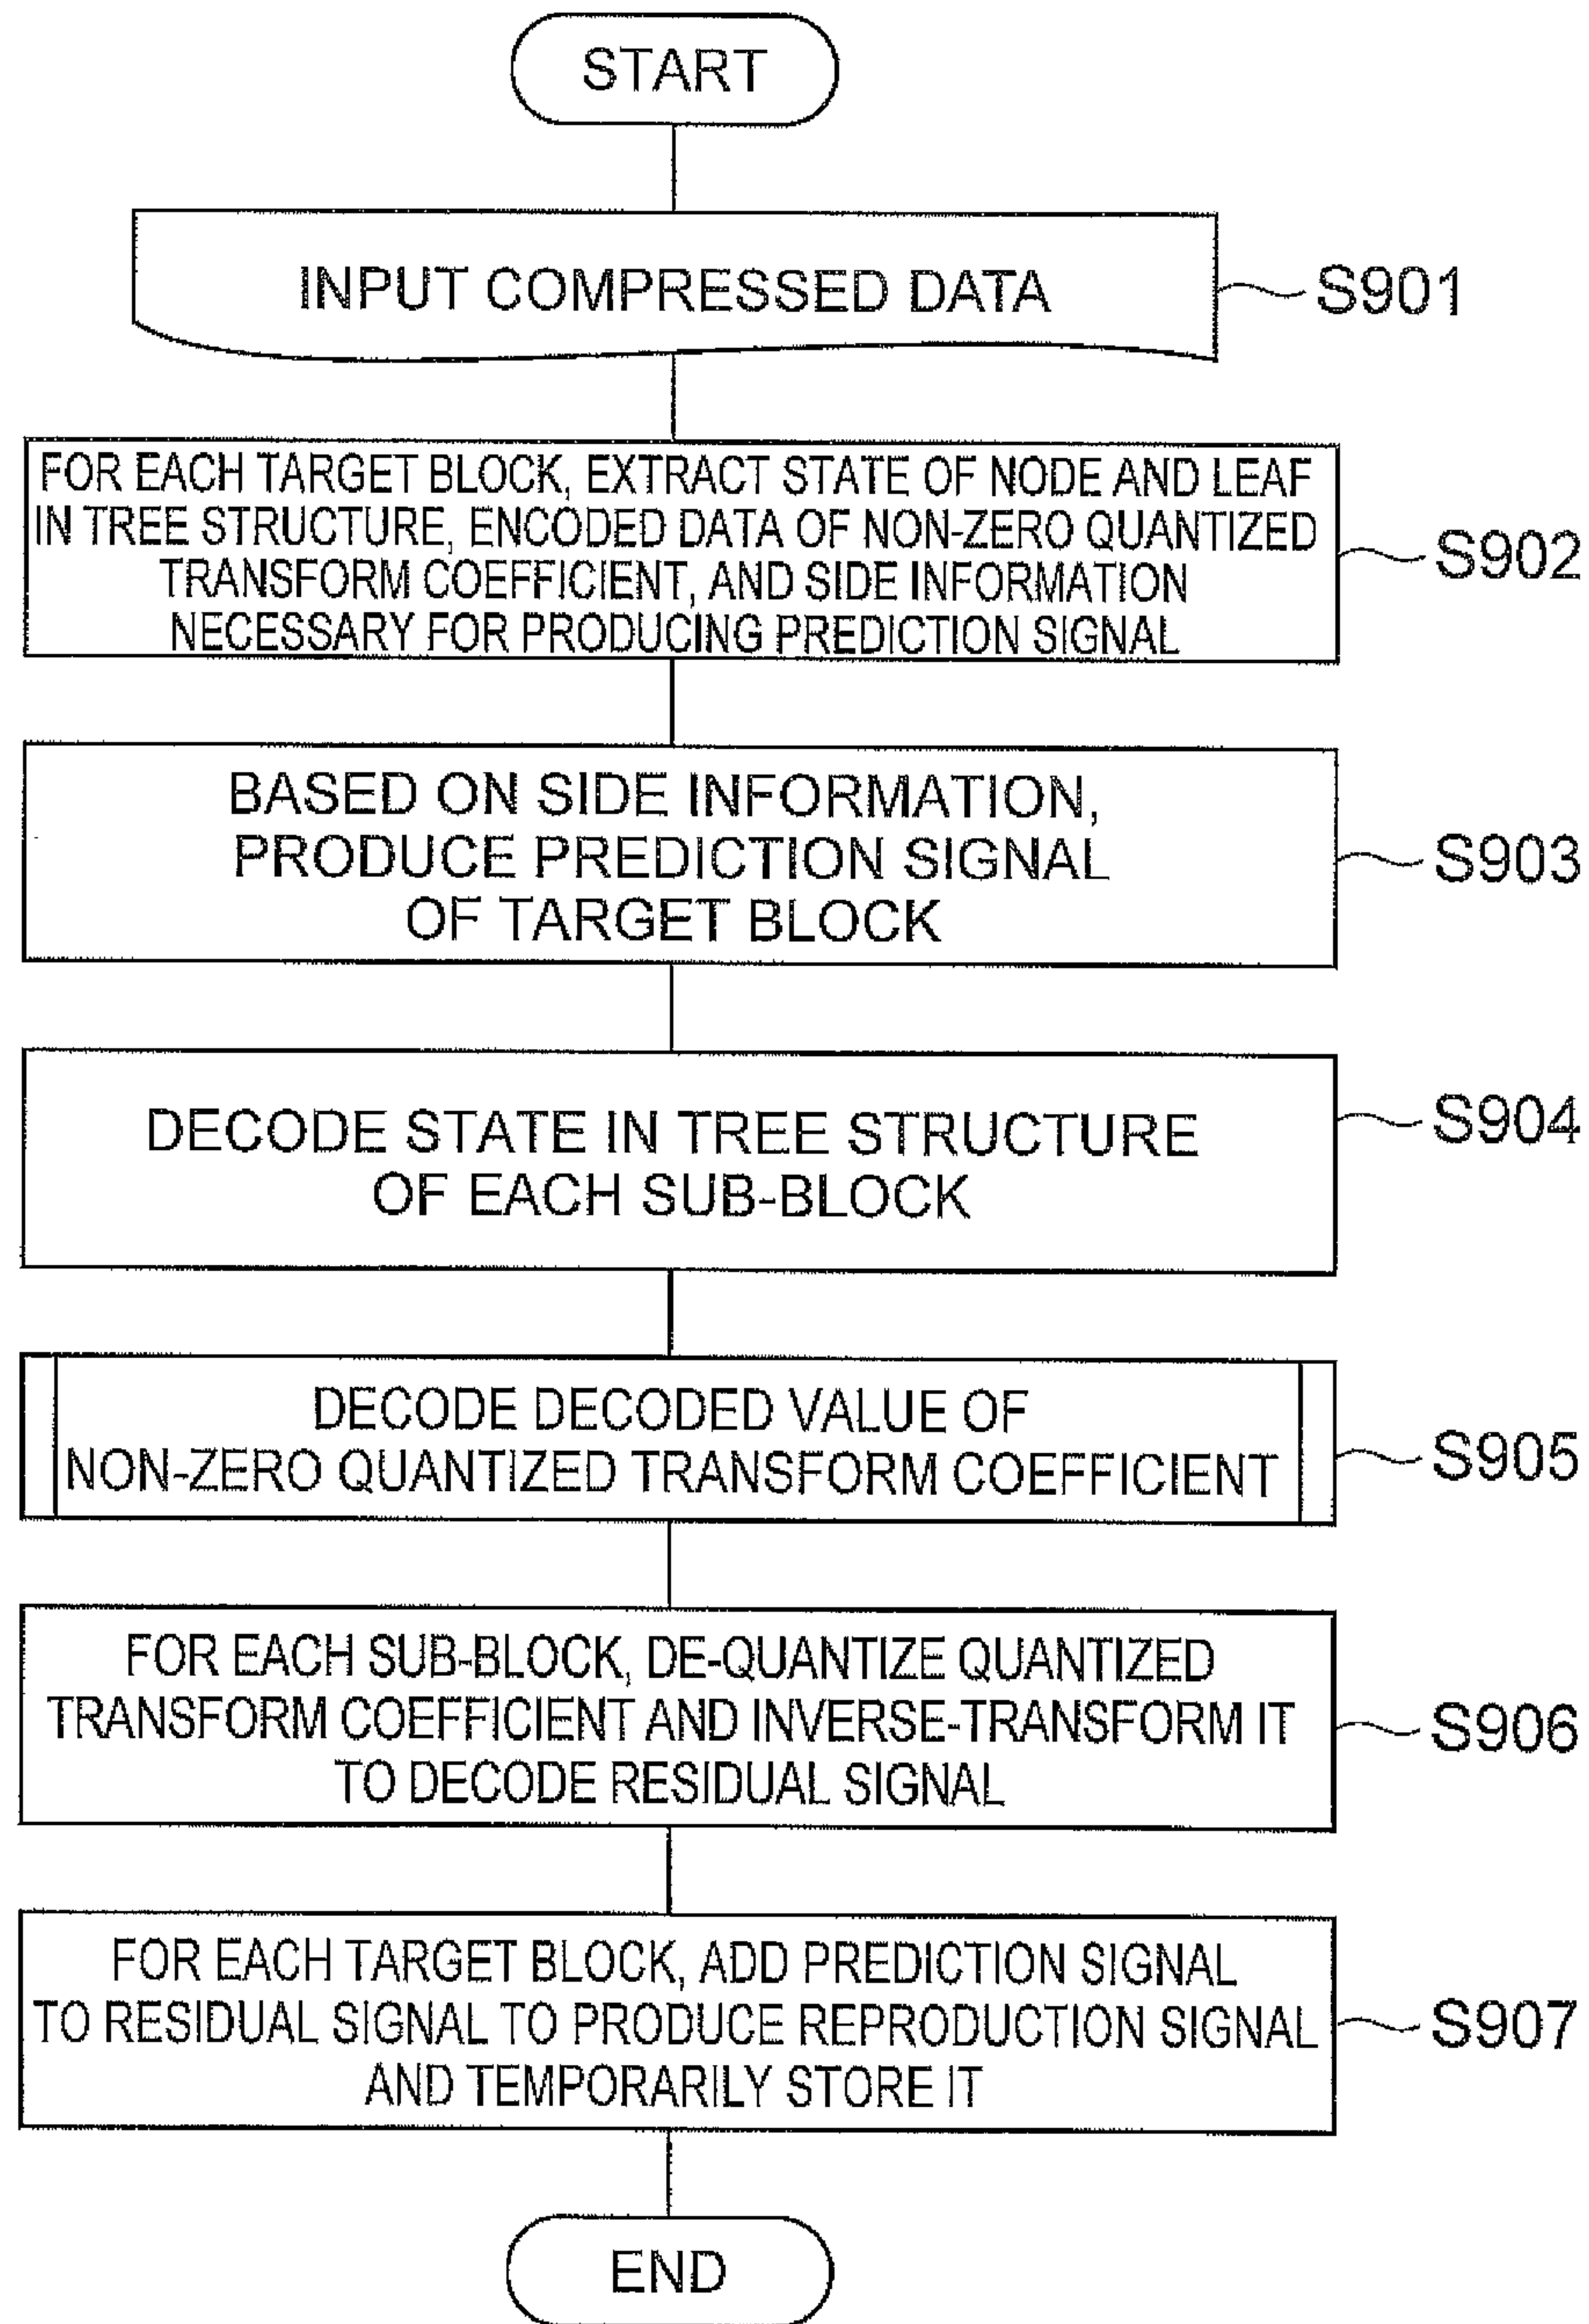 START
INPUT COMPRESSED DATA
S901
FOR EACH TARGET BLOCK, EXTRACT STATE OF NODE AND LEAF
IN TREE STRUCTURE, ENCODED DATA OF NON-ZERO QUANTIZED
TRANSFORM COEFFICIENT, AND SIDE INFORMATION
NECESSARY FOR PRODUCING PREDICTION SIGNAL
S902
BASED ON SIDE INFORMATION,
PRODUCE PREDICTION SIGNAL
OF TARGET BLOCK
S903
DECODE STATE IN TREE STRUCTURE
OF EACH SUB-BLOCK
S904
DECODE DECODED VALUE OF
NON-ZERO QUANTIZED TRANSFORM COEFFICIENT
S905
FOR EACH SUB-BLOCK, DE-QUANTIZE QUANTIZED
TRANSFORM COEFFICIENT AND INVERSE-TRANSFORM IT
TO DECODE RESIDUAL SIGNAL
S906
FOR EACH TARGET BLOCK, ADD PREDICTION SIGNAL
TO RESIDUAL SIGNAL TO PRODUCE REPRODUCTION SIGNAL
AND TEMPORARILY STORE IT
S907
END